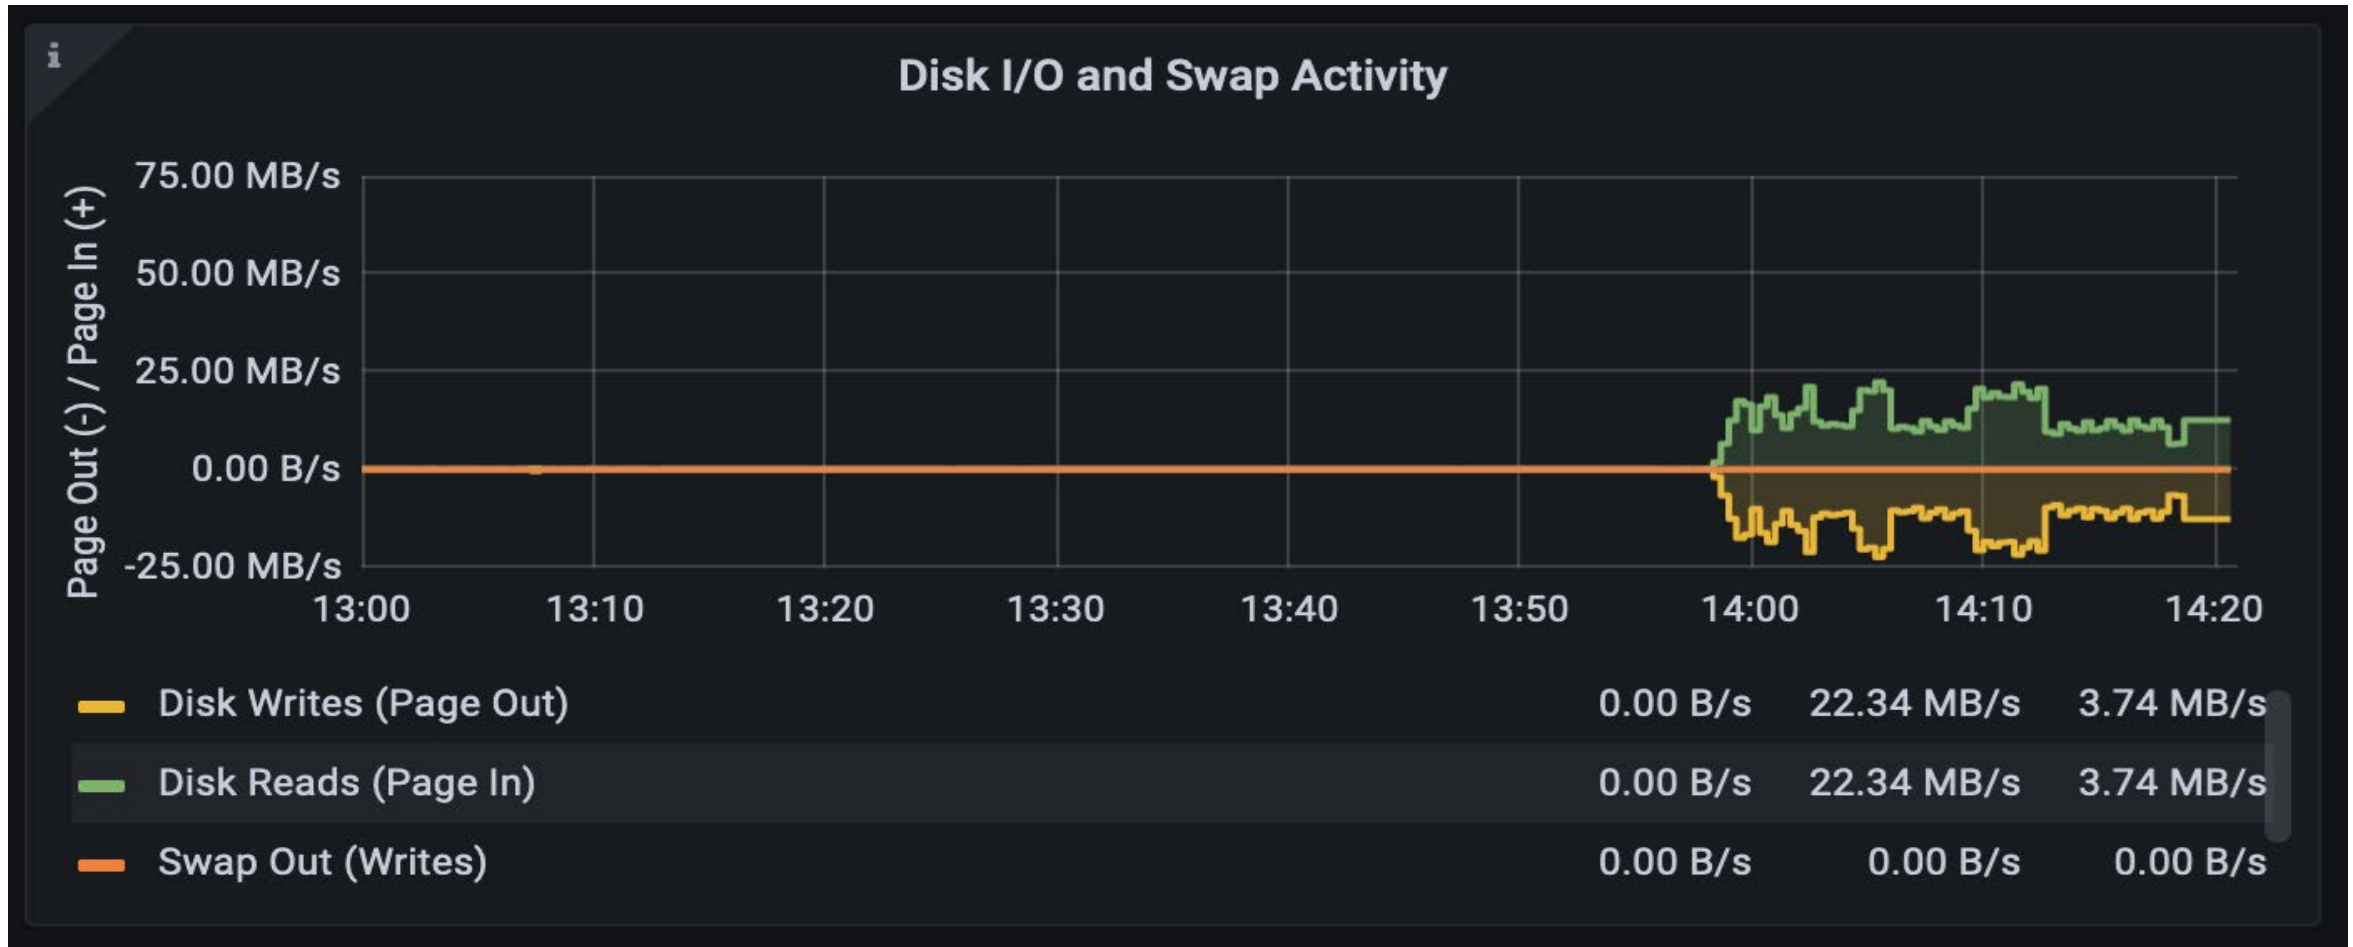 i
Disk I/O and Swap Activity
Page Out (-) / Page In (+)
75.00 MB/s
50.00 MB/s
25.00 MB/s
0.00 B/s
-25.00 MB/s
13:00 13:10 13:20 13:30 13:40 13:50 14:00 14:10 14:20
Disk Writes (Page Out) 0.00 B/s 22.34 MB/s 3.74 MB/s
Disk Reads (Page In) 0.00 B/s 22.34 MB/s 3.74 MB/s
Swap Out (Writes) 0.00 B/s 0.00 B/s 0.00 B/s